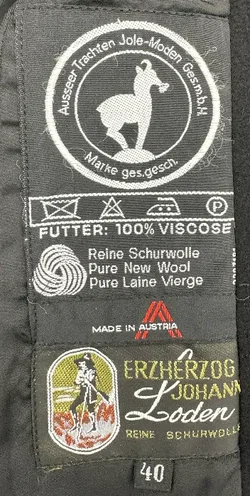 Ausseer Trachten Jole-Moden Ges.m.b.H.
Marke ges.gesch.
P
FUTTER: 100% VISCOSE
Reine Schurwolle
Pure New Wool
Pure Laine Vierge
MADE IN AUSTRIA
ERZHERZOG
JOHANN
Loden
REINE SCHURWOLLE
40